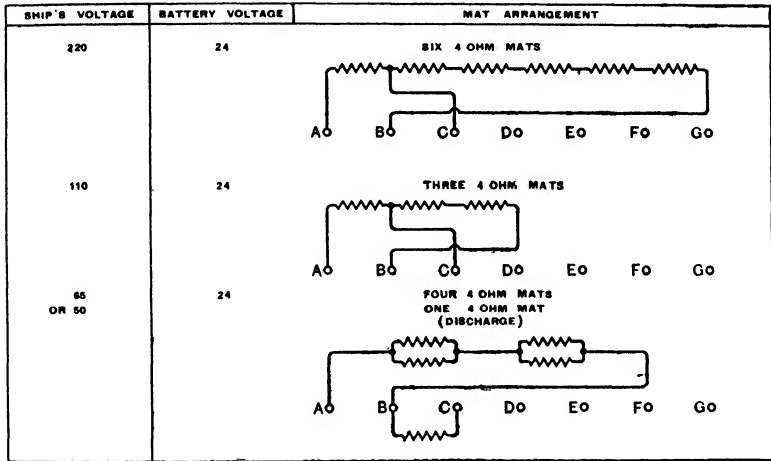 SHIP'S VOLTAGE BATTERY VOLTAGE MAT ARRANGEMENT
220 24 SIX 4 OHM MATS
A B C D E F G
110 24 THREE 4 OHM MATS
A B C D E F G
65 24 FOUR 4 OHM MATS
OR 50 ONE 4 OHM MAT
(DISCHARGE)
A B C D E F G